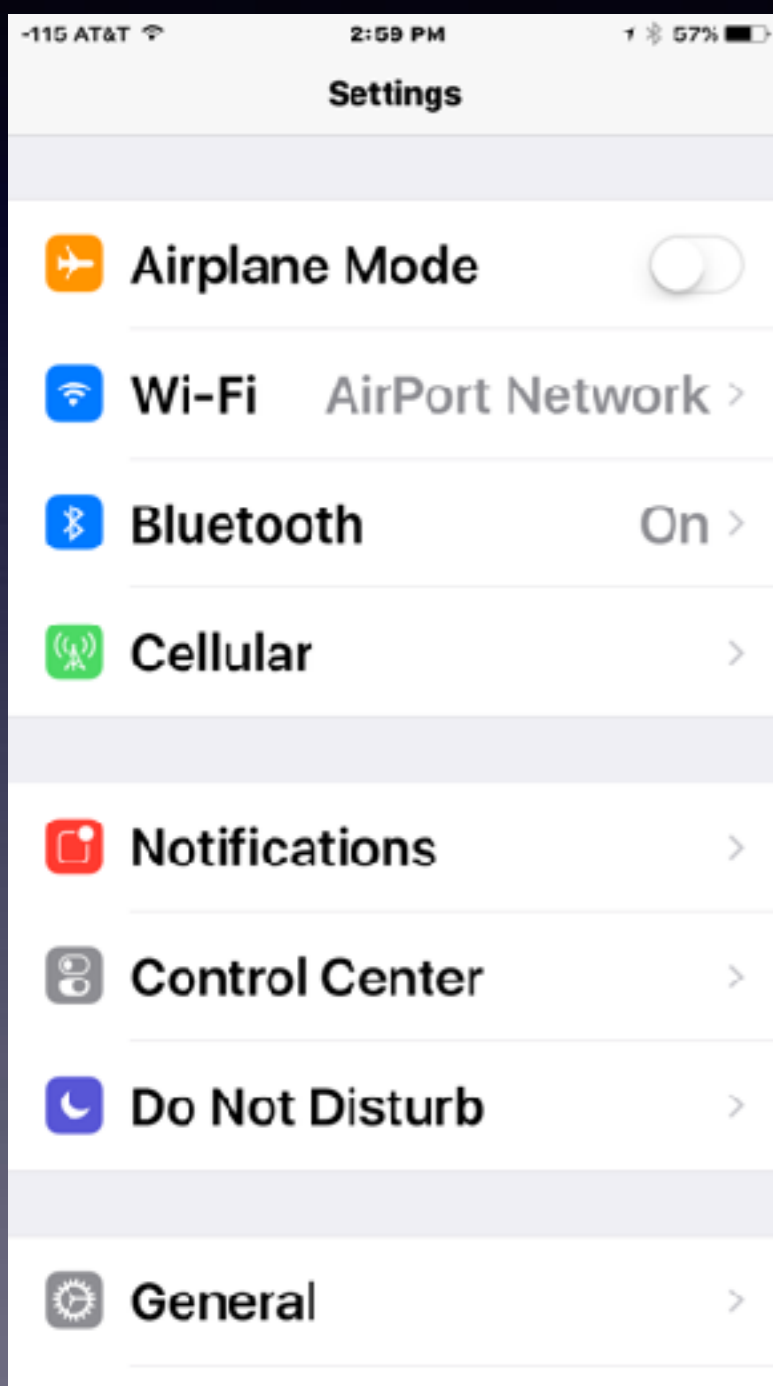 -115 AT&T 2:59 PM 57%
Settings
Airplane Mode
Wi-Fi AirPort Network
Bluetooth On
Cellular
Notifications
Control Center
Do Not Disturb
General